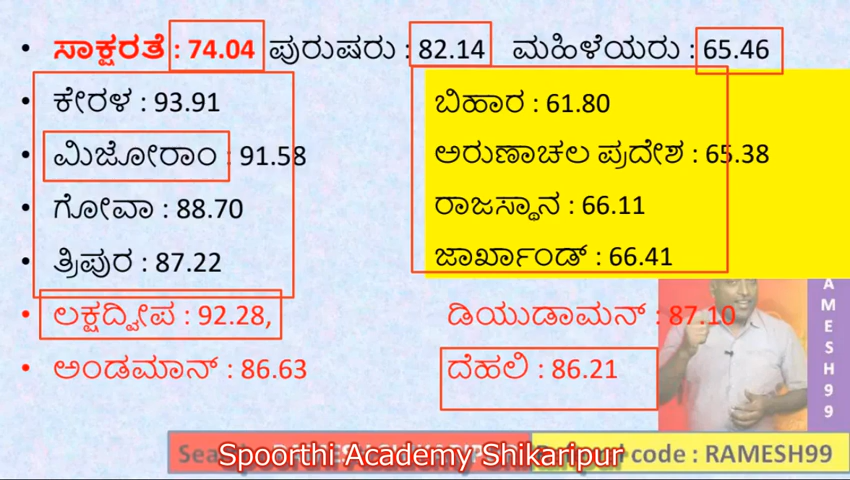 • ಸಾಕ್ಷರತೆ : 74.04 ಪುರುಷರು : 82.14 ಮಹಿಳೆಯರು : 65.46
• ಕೇರಳ : 93.91 ಬಿಹಾರ : 61.80
• ಮಿಜೋರಾಂ : 91.58 ಅರುಣಾಚಲ ಪ್ರದೇಶ : 65.38
• ಗೋವಾ : 88.70 ರಾಜಸ್ಥಾನ : 66.11
• ತ್ರಿಪುರ : 87.22 ಜಾರ್ಖಾಂಡ್ : 66.41
• ಲಕ್ಷದ್ವೀಪ : 92.28, ಡಿಯುಡಾಮನ್ : 87.10
• ಅಂಡಮಾನ್ : 86.63 ದೆಹಲಿ : 86.21
AMESH99
Spoorthi Academy Shikaripur
code : RAMESH99